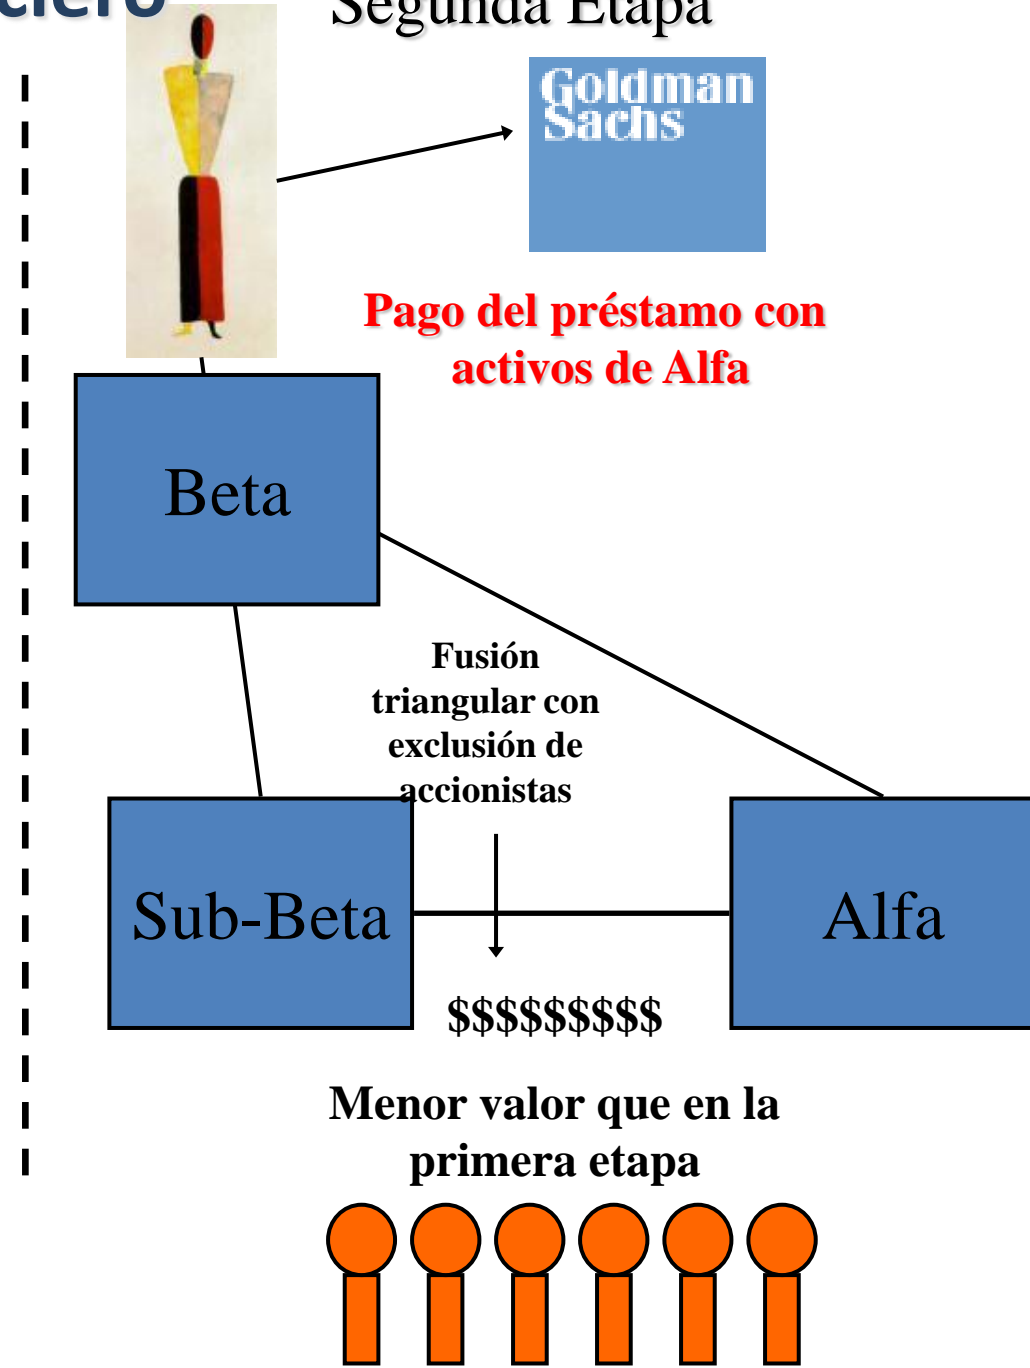 Segunda Etapa
Goldman
Sachs
Pago del préstamo con
activos de Alfa
Beta
Fusión
triangular con
exclusión de
accionistas
Sub-Beta
Alfa
$$$$$$$$$
Menor valor que en la
primera etapa